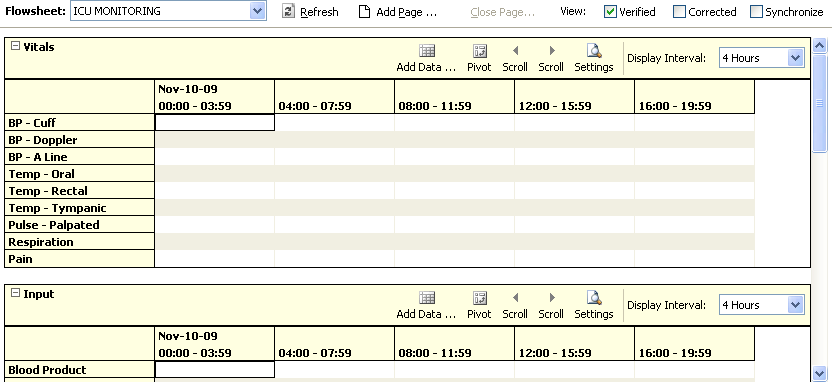 Flowsheet: ICU MONITORING Refresh Add Page ... Close Page... View: Verified Corrected Synchronize
Vitals
Add Data ... Pivot Scroll Scroll Settings Display Interval: 4 Hours
Nov-10-09
00:00 - 03:59 04:00 - 07:59 08:00 - 11:59 12:00 - 15:59 16:00 - 19:59
BP - Cuff
BP - Doppler
BP - A Line
Temp - Oral
Temp - Rectal
Temp - Tympanic
Pulse - Palpated
Respiration
Pain
Input
Add Data ... Pivot Scroll Scroll Settings Display Interval: 4 Hours
Nov-10-09
00:00 - 03:59 04:00 - 07:59 08:00 - 11:59 12:00 - 15:59 16:00 - 19:59
Blood Product